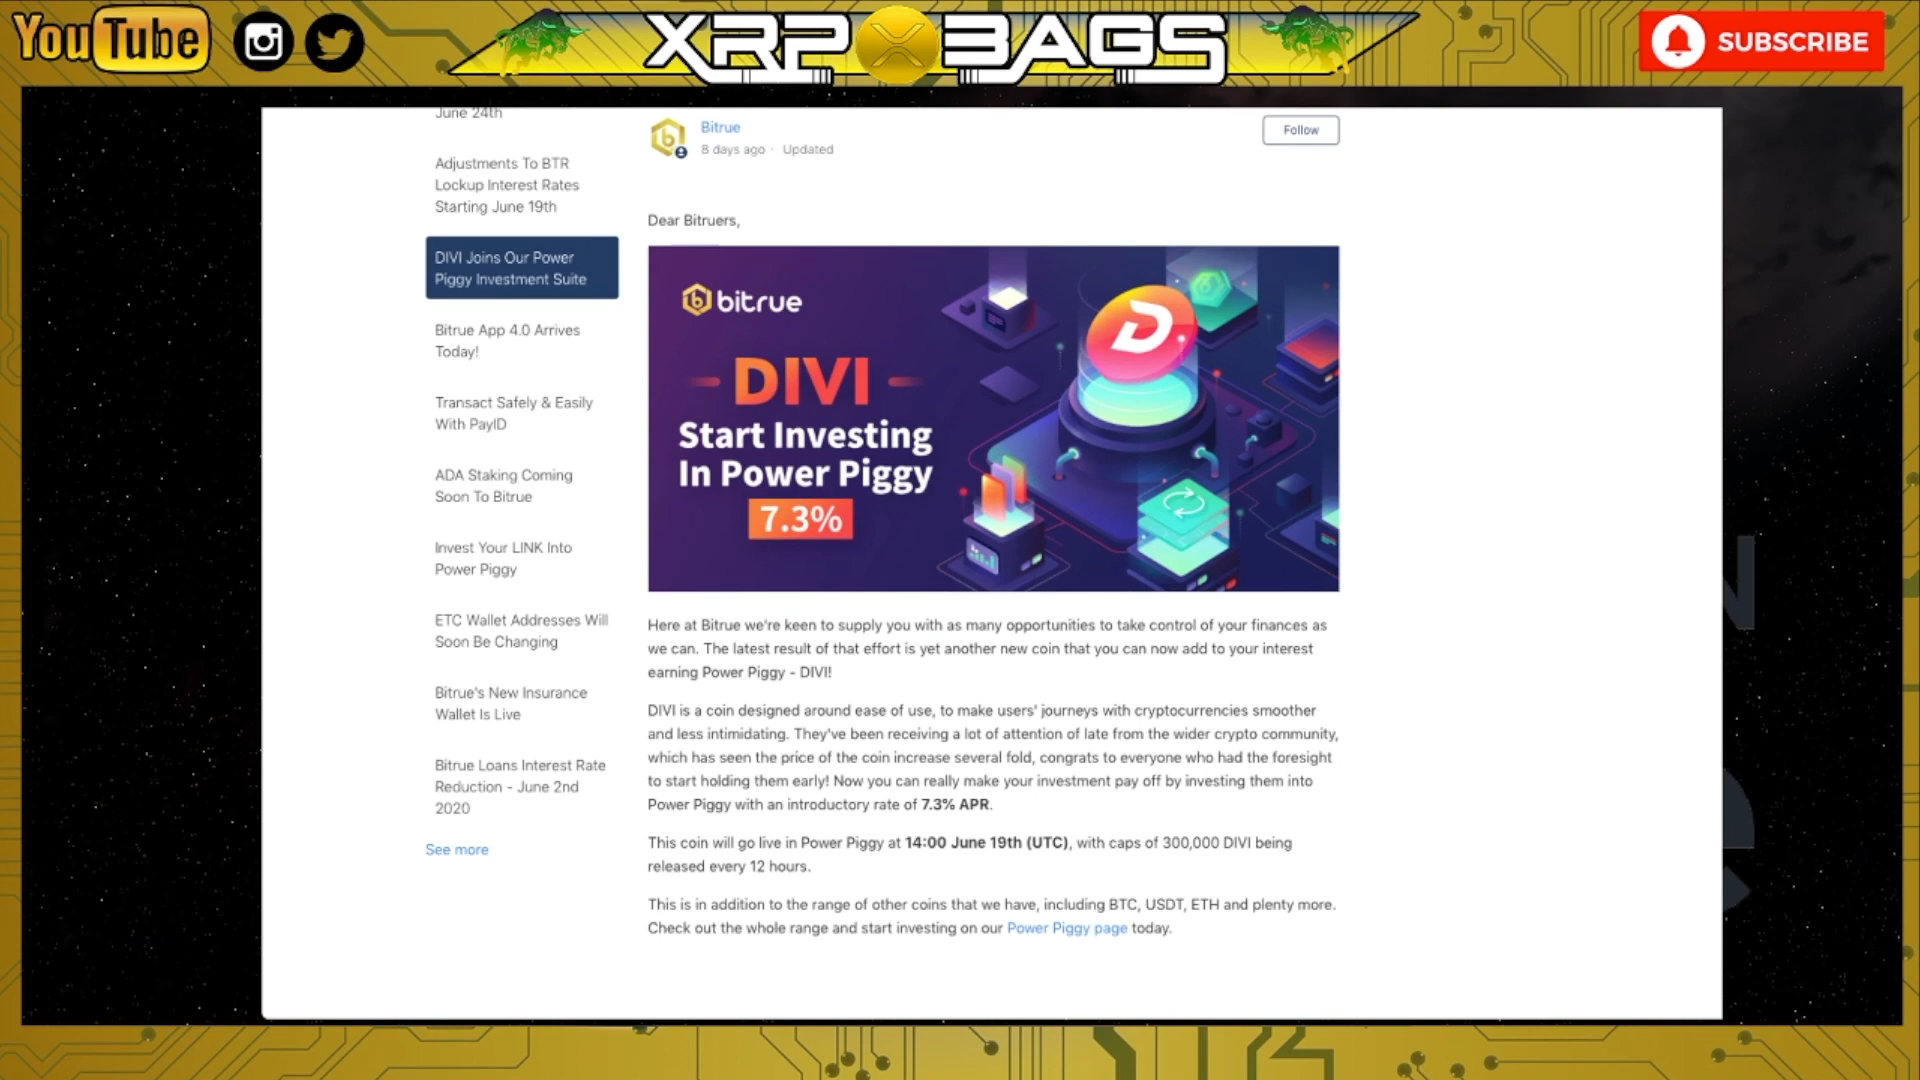 YouTube
XRP BAGS
SUBSCRIBE
June 24th
Adjustments To BTR
Lockup Interest Rates
Starting June 19th
DIVI Joins Our Power
Piggy Investment Suite
Bitrue App 4.0 Arrives
Today!
Transact Safely & Easily
With PayID
ADA Staking Coming
Soon To Bitrue
Invest Your LINK Into
Power Piggy
ETC Wallet Addresses Will
Soon Be Changing
Bitrue's New Insurance
Wallet Is Live
Bitrue Loans Interest Rate
Reduction - June 2nd
2020
See more
Bitrue
8 days ago · Updated
Follow
Dear Bitruers,
bitrue
DIVI
Start Investing
In Power Piggy
7.3%
Here at Bitrue we're keen to supply you with as many opportunities to take control of your finances as
we can. The latest result of that effort is yet another new coin that you can now add to your interest
earning Power Piggy - DIVI!
DIVI is a coin designed around ease of use, to make users' journeys with cryptocurrencies smoother
and less intimidating. They've been receiving a lot of attention of late from the wider crypto community,
which has seen the price of the coin increase several fold, congrats to everyone who had the foresight
to start holding them early! Now you can really make your investment pay off by investing them into
Power Piggy with an introductory rate of 7.3% APR.
This coin will go live in Power Piggy at 14:00 June 19th (UTC), with caps of 300,000 DIVI being
released every 12 hours.
This is in addition to the range of other coins that we have, including BTC, USDT, ETH and plenty more.
Check out the whole range and start investing on our Power Piggy page today.